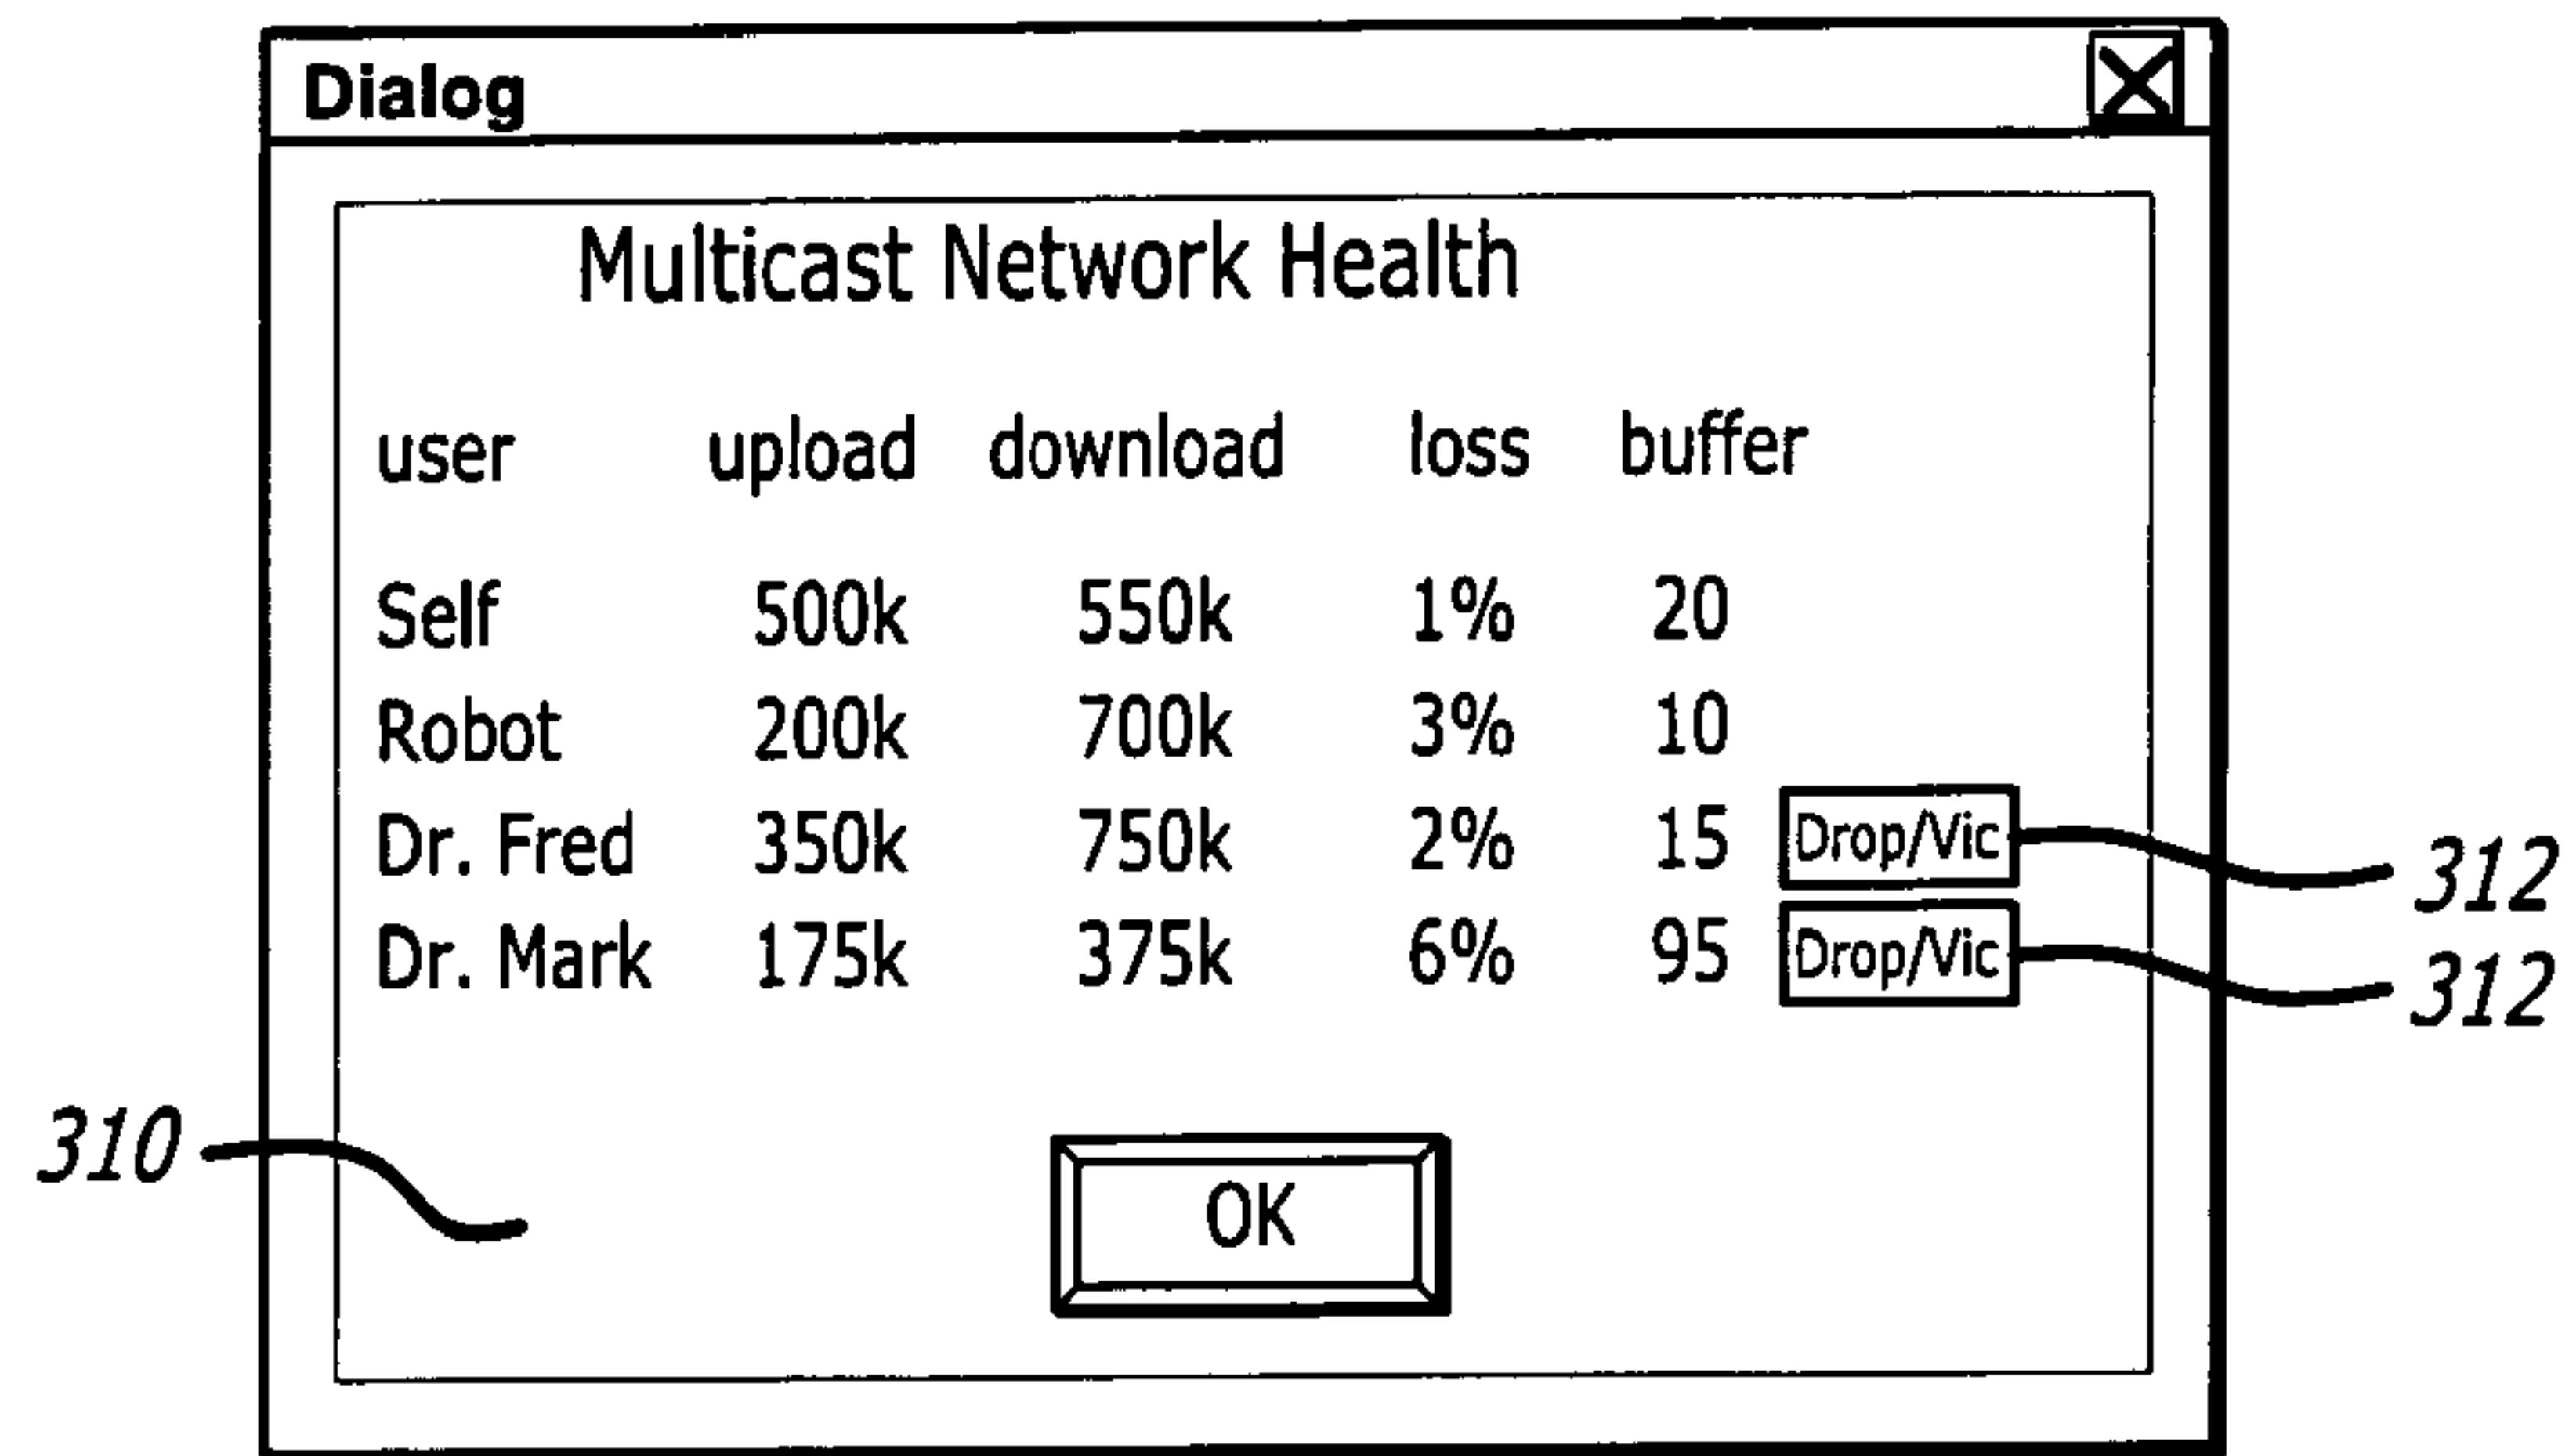 Dialog
Multicast Network Health
user upload download loss buffer
Self 500k 550k 1% 20
Robot 200k 700k 3% 10
Dr. Fred 350k 750k 2% 15 Drop/Vic 312
Dr. Mark 175k 375k 6% 95 Drop/Vic 312
310
OK